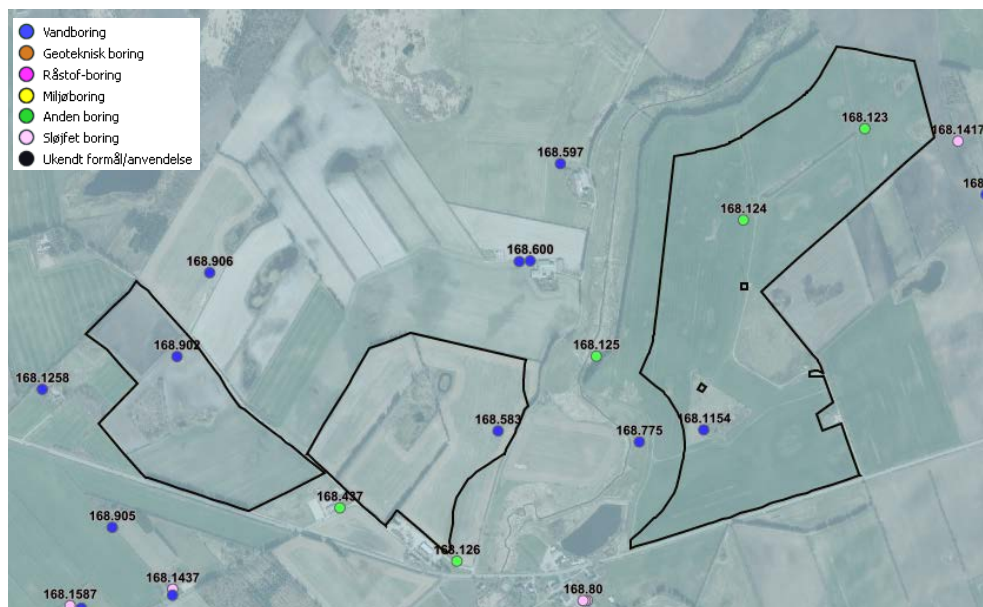 Vandboring
Geoteknisk boring
Råstof-boring
Miljøboring
Anden boring
Sløjfet boring
Ukendt formål/anvendelse
168.123
168.1417
168.597
168.124
168.
168.600
168.906
168.125
168.902
168.1258
168.583
168.1154
168.775
168.437
168.905
168.126
168.1437
168.80
168.1587